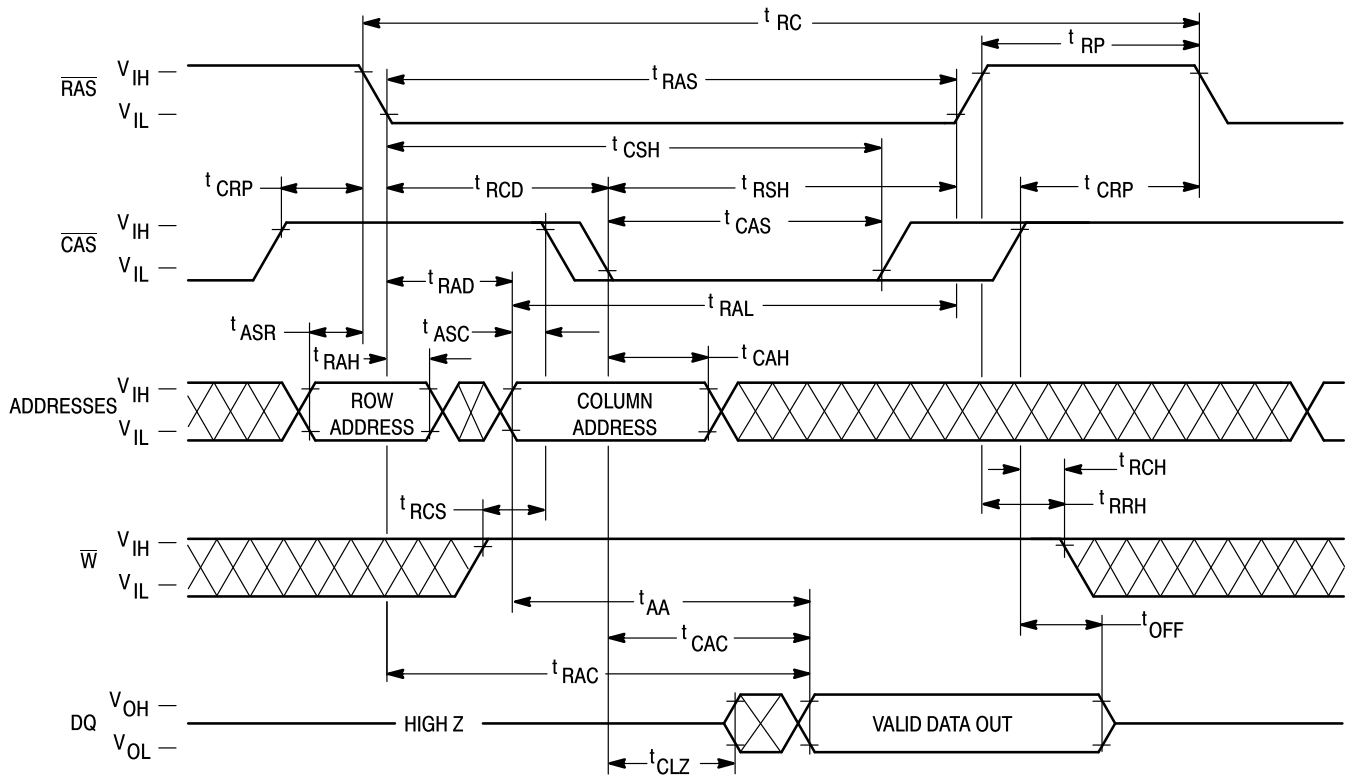 t RC
t RP
RAS
V IH
V IL
t RAS
t CSH
t CRP
t RCD
t RSH
t CRP
CAS
V IH
V IL
t CAS
t RAD
t RAL
t ASR
t ASC
t RAH
t CAH
ADDRESSES
V IH
V IL
ROW
ADDRESS
COLUMN
ADDRESS
t RCH
t RRH
t RCS
W
V IH
V IL
t AA
t CAC
t OFF
t RAC
DQ
V OH
V OL
HIGH Z
VALID DATA OUT
t CLZ